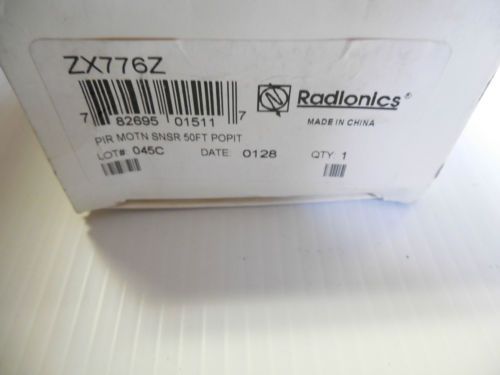 ZX776Z
7 82695 01511 7
Radionics®
MADE IN CHINA
PIR MOTN SNSR 50FT POPIT
LOT#: 045C DATE: 0128 QTY: 1